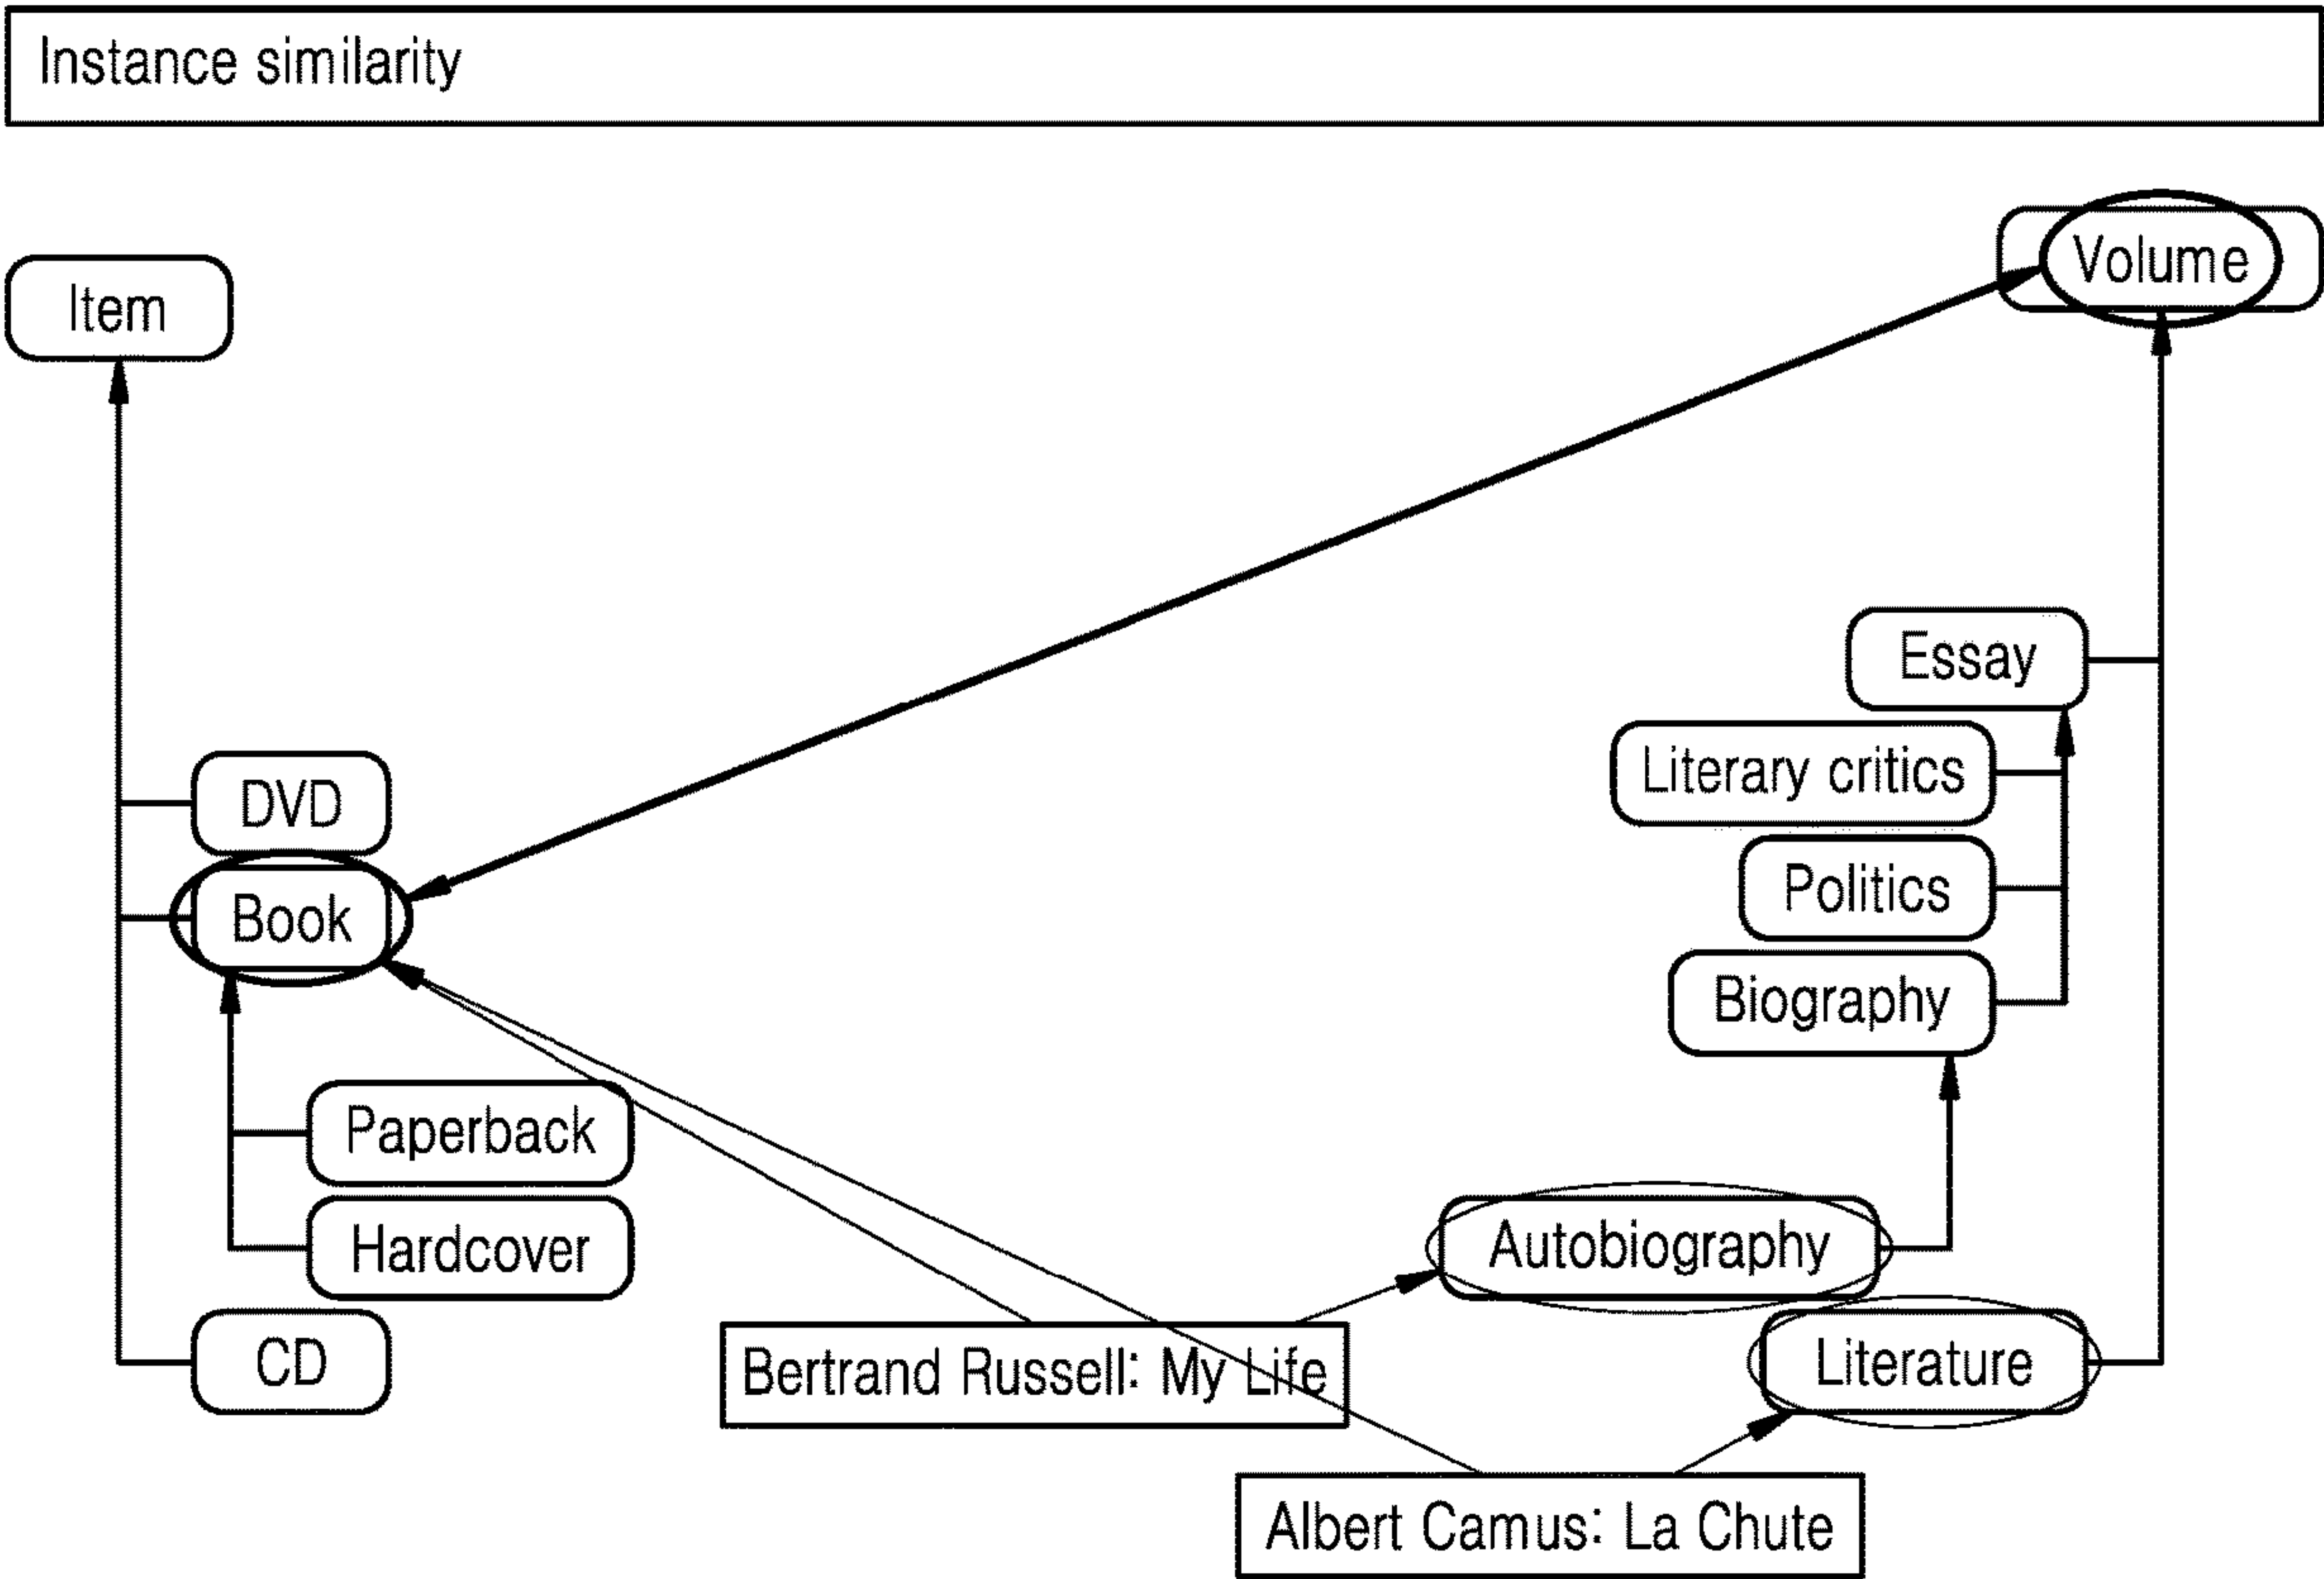 Instance similarity
Volume
Item
Essay
Literary critics
DVD
Politics
Book
Biography
Paperback
Autobiography
Hardcover
Literature
CD
Bertrand Russell: My Life
Albert Camus: La Chute